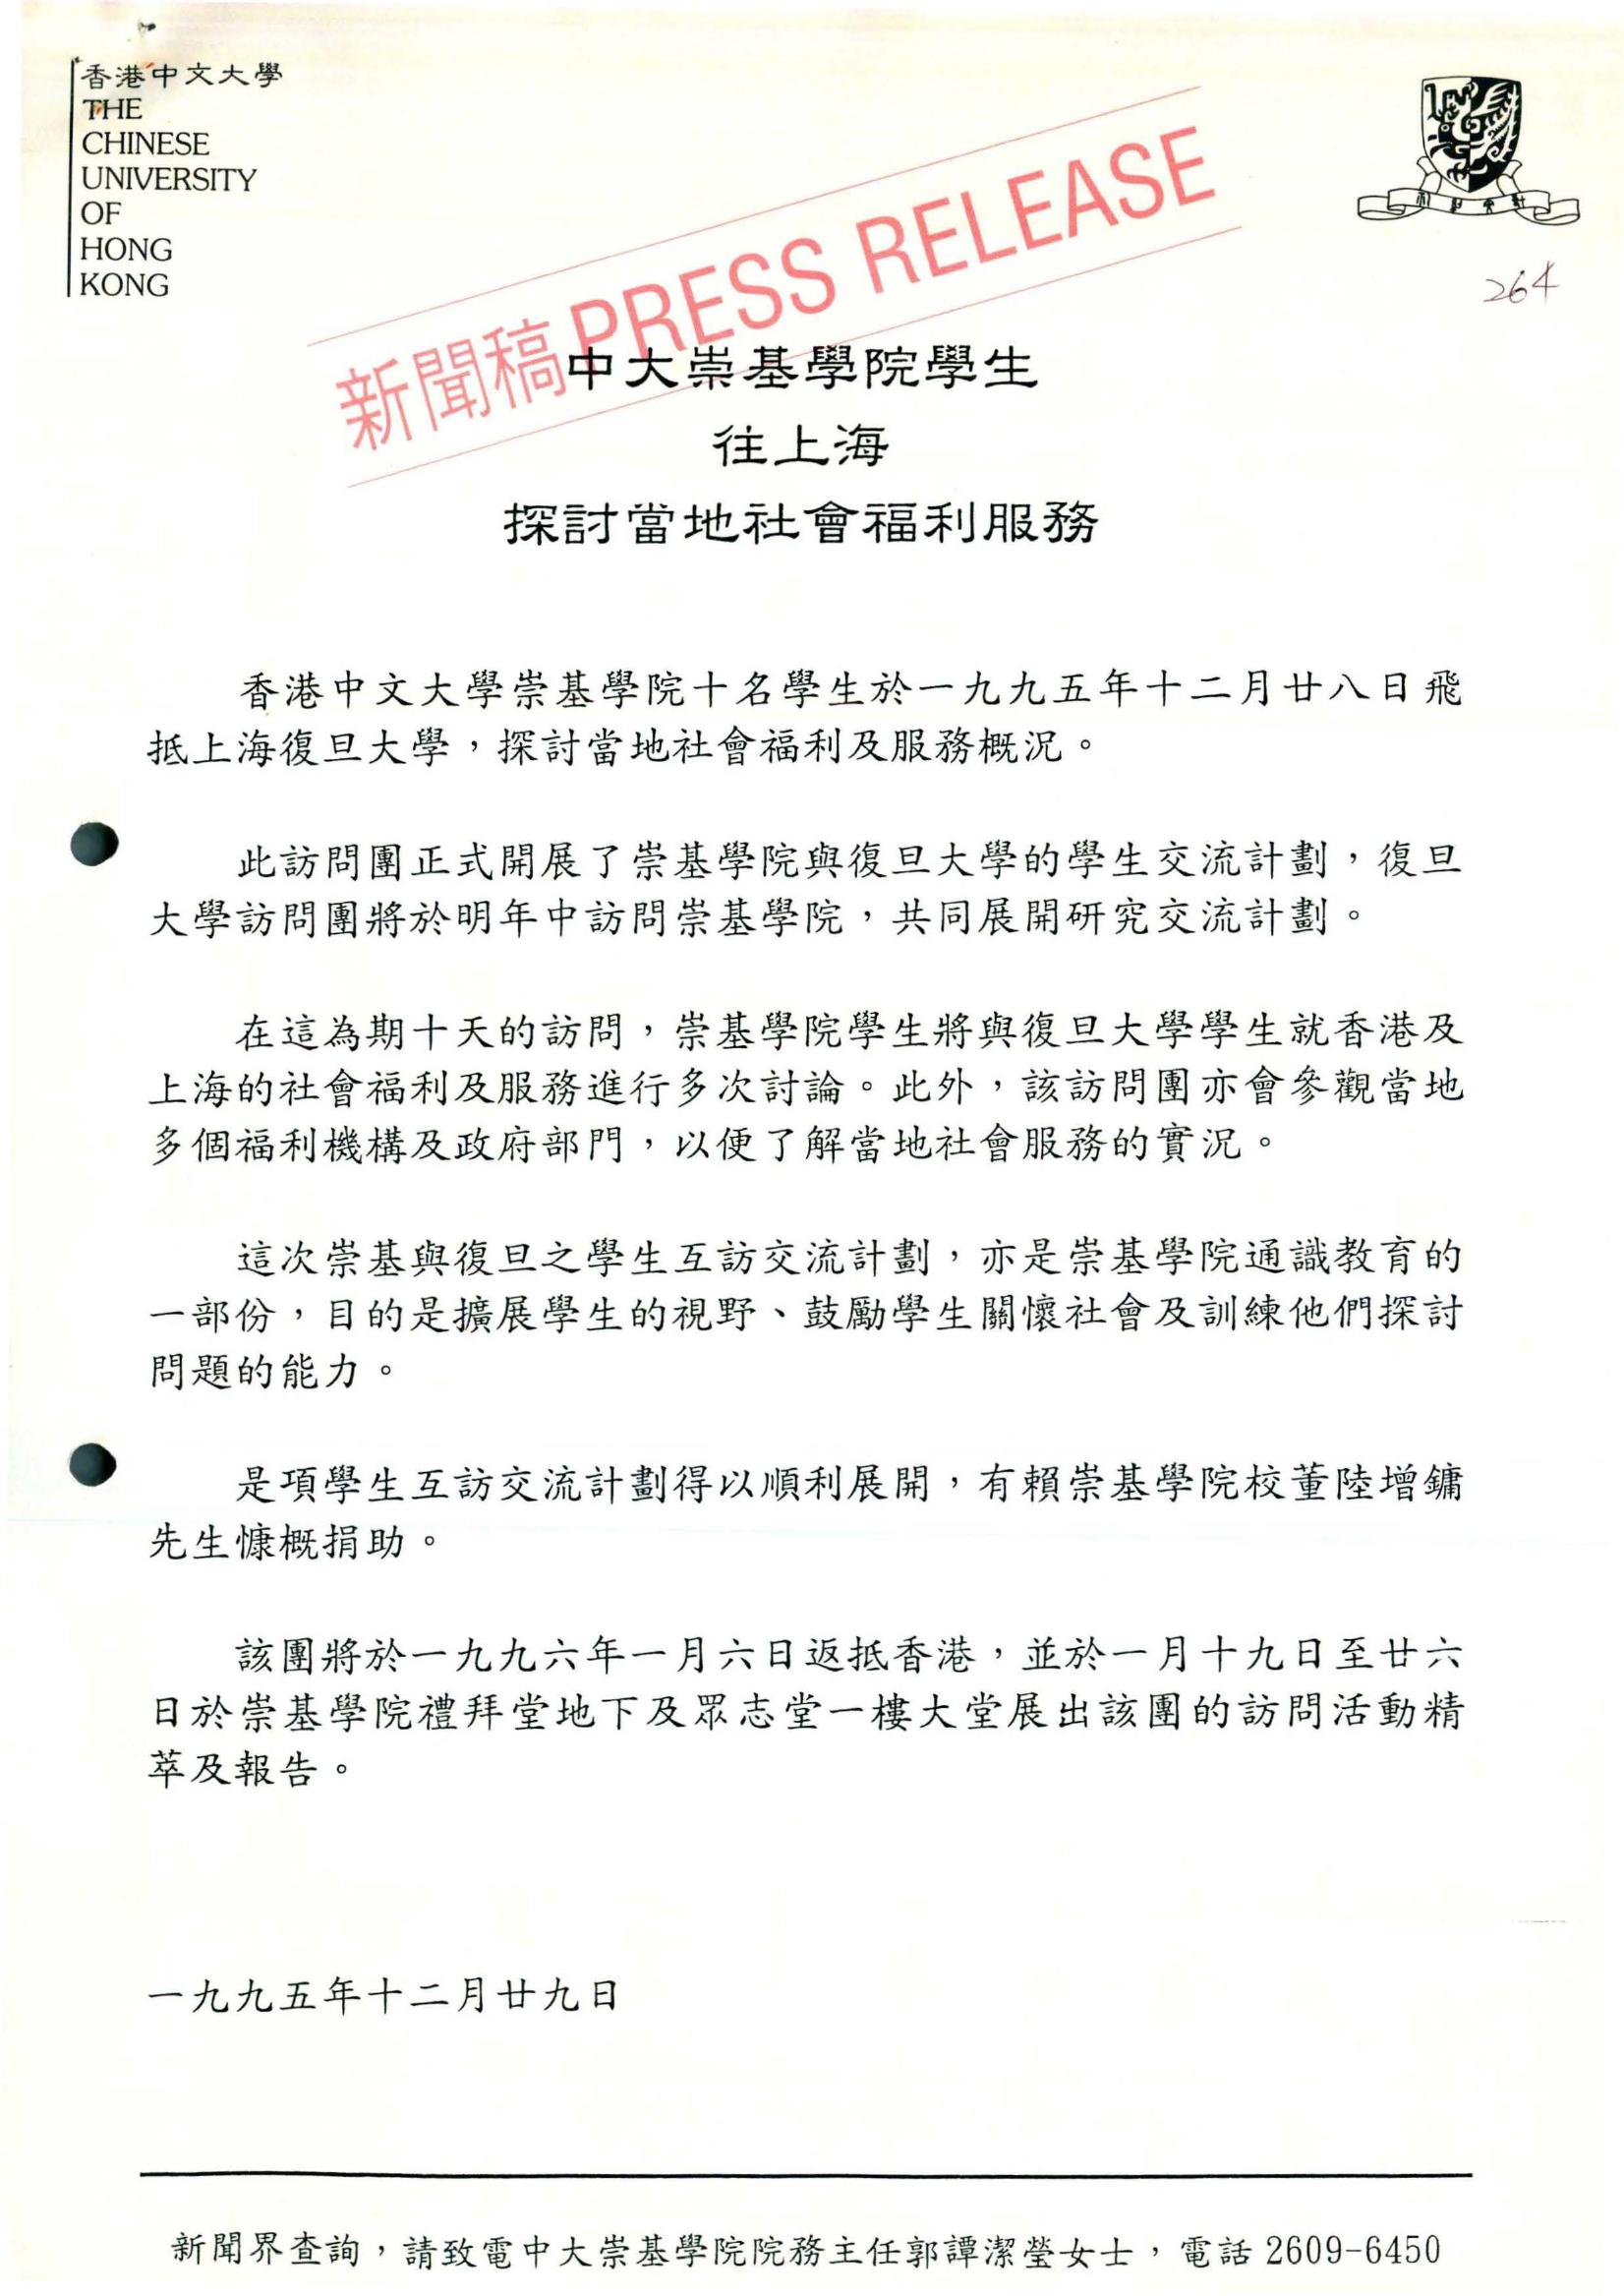 香港中文大學
THE
CHINESE
UNIVERSITY
OF
HONG
KONG
新聞稿 PRESS RELEASE
264
中大崇基學院學生
往上海
探討當地社會福利服務
香港中文大學崇基學院十名學生於一九九五年十二月廿八日飛
抵上海復旦大學，探討當地社會福利及服務概況。
此訪問團正式開展了崇基學院與復旦大學的學生交流計劃，復旦
大學訪問團將於明年中訪問崇基學院，共同展開研究交流計劃。
在這為期十天的訪問，崇基學院學生將與復旦大學學生就香港及
上海的社會福利及服務進行多次討論。此外，該訪問團亦會參觀當地
多個福利機構及政府部門，以便了解當地社會服務的實況。
這次崇基與復旦之學生互訪交流計劃，亦是崇基學院通識教育的
一部份，目的是擴展學生的視野、鼓勵學生關懷社會及訓練他們探討
問題的能力。
是項學生互訪交流計劃得以順利展開，有賴崇基學院校董陸增鏞
先生慷概捐助。
該團將於一九九六年一月六日返抵香港，並於一月十九日至廿六
日於崇基學院禮拜堂地下及眾志堂一樓大堂展出該團的訪問活動精
萃及報告。
一九九五年十二月廿九日
新聞界查詢，請致電中大崇基學院院務主任郭譚潔瑩女士，電話 2609-6450